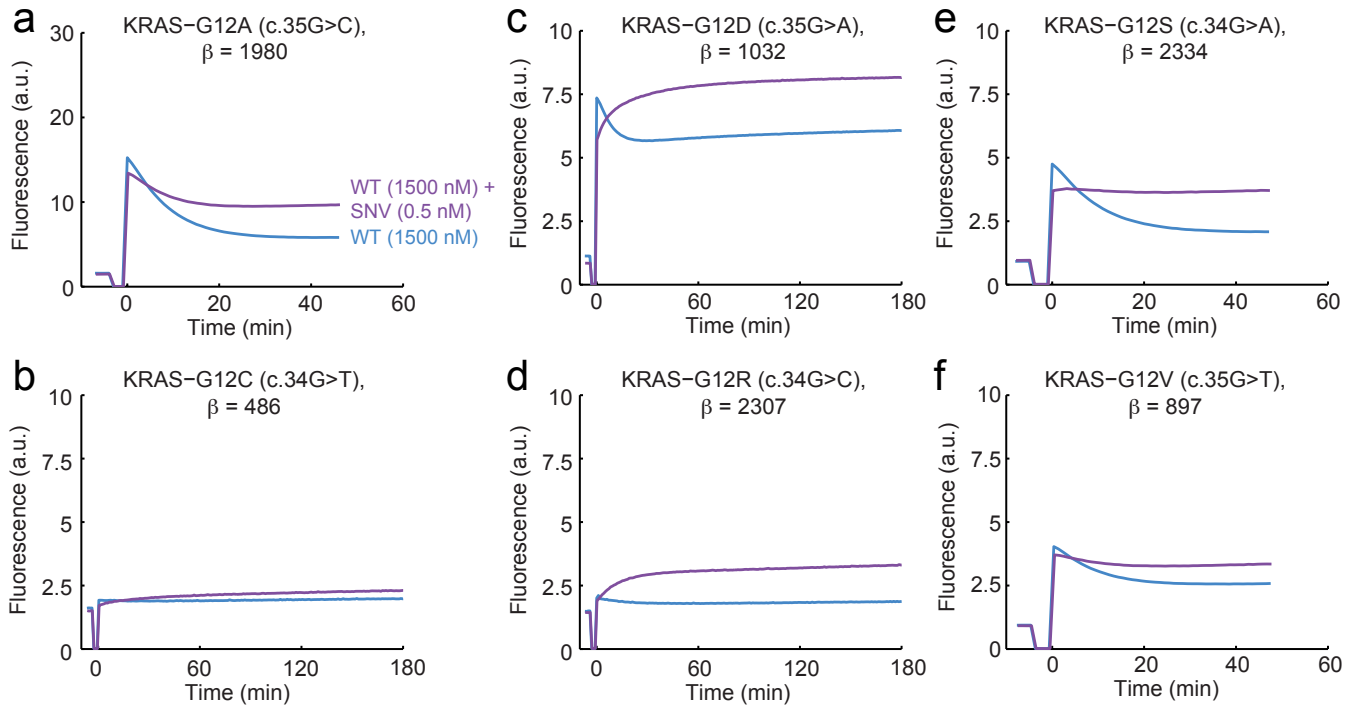 a
KRAS−G12A (c.35G>C),
β = 1980
30
20
10
0
Fluorescence (a.u.)
0
20
40
60
Time (min)
WT (1500 nM) +
SNV (0.5 nM)
WT (1500 nM)
c
KRAS−G12D (c.35G>A),
β = 1032
10
7.5
5
2.5
0
Fluorescence (a.u.)
0
60
120
180
Time (min)
e
KRAS−G12S (c.34G>A),
β = 2334
10
7.5
5
2.5
0
Fluorescence (a.u.)
0
20
40
60
Time (min)
b
KRAS−G12C (c.34G>T),
β = 486
10
7.5
5
2.5
0
Fluorescence (a.u.)
0
60
120
180
Time (min)
d
KRAS−G12R (c.34G>C),
β = 2307
10
7.5
5
2.5
0
Fluorescence (a.u.)
0
60
120
180
Time (min)
f
KRAS−G12V (c.35G>T),
β = 897
10
7.5
5
2.5
0
Fluorescence (a.u.)
0
20
40
60
Time (min)